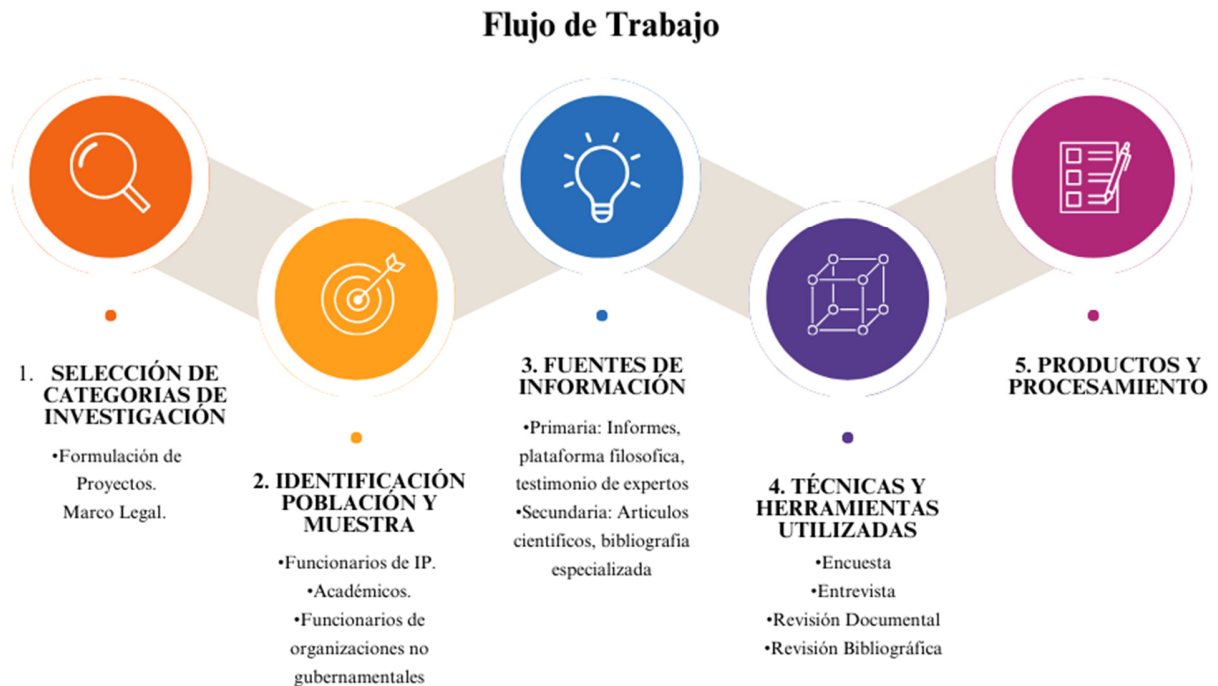 Flujo de Trabajo
1. SELECCIÓN DE
CATEGORIAS DE
INVESTIGACIÓN
•Formulación de
Proyectos.
Marco Legal.
2. IDENTIFICACIÓN
POBLACIÓN Y
MUESTRA
•Funcionarios de IP.
•Académicos.
•Funcionarios de
organizaciones no
gubernamentales
3. FUENTES DE
INFORMACIÓN
•Primaria: Informes,
plataforma filosofica,
testimonio de expertos
•Secundaria: Articulos
cientificos, bibliografia
especializada
4. TÉCNICAS Y
HERRAMIENTAS
UTILIZADAS
•Encuesta
•Entrevista
•Revisión Documental
•Revisión Bibliográfica
5. PRODUCTOS Y
PROCESAMIENTO